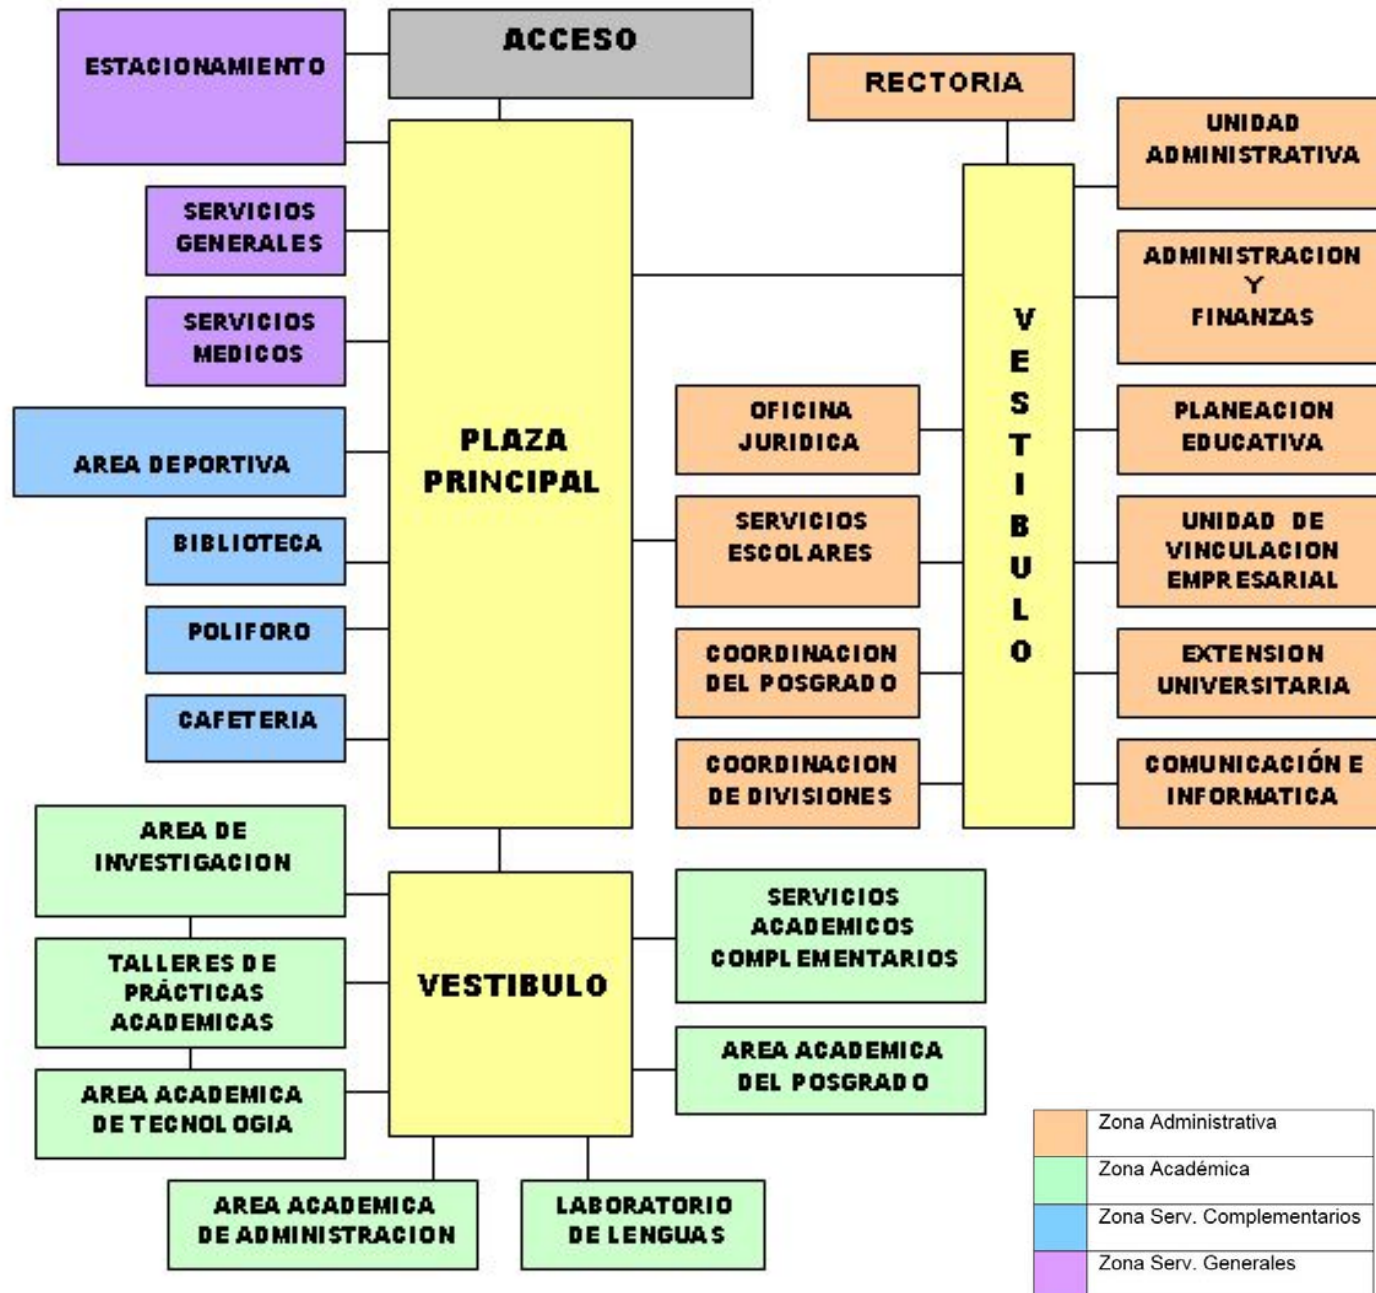 ACCESO
ESTACIONAMIENTO
RECTORIA
UNIDAD
ADMINISTRATIVA
SERVICIOS
GENERALES
ADMINISTRACION
Y
FINANZAS
SERVICIOS
MEDICOS
V
E
S
T
I
B
U
L
O
PLAZA
PRINCIPAL
OFICINA
JURIDICA
PLANEACION
EDUCATIVA
AREA DEPORTIVA
SERVICIOS
ESCOLARES
UNIDAD DE
VINCULACION
EMPRESARIAL
BIBLIOTECA
POLIFORO
COORDINACION
DEL POSGRADO
EXTENSION
UNIVERSITARIA
CAFETERIA
COORDINACION
DE DIVISIONES
COMUNICACIÓN E
INFORMATICA
AREA DE
INVESTIGACION
SERVICIOS
ACADEMICOS
COMPLEMENTARIOS
TALLERES DE
PRÁCTICAS
ACADEMICAS
VESTIBULO
AREA ACADEMICA
DEL POSGRADO
AREA ACADEMICA
DE TECNOLOGIA
AREA ACADEMICA
DE ADMINISTRACION
LABORATORIO
DE LENGUAS
Zona Administrativa
Zona Académica
Zona Serv. Complementarios
Zona Serv. Generales